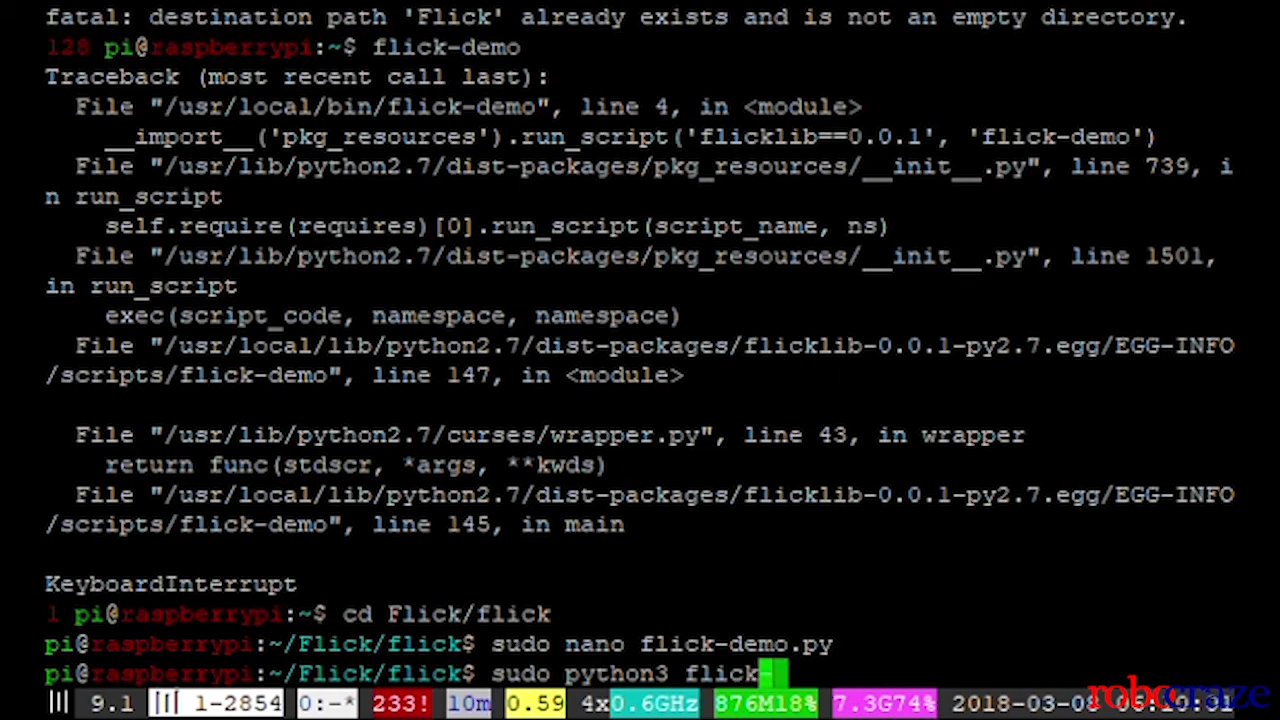 fatal: destination path 'Flick' already exists and is not an empty directory.
128 pi@raspberrypi:~$ flick-demo
Traceback (most recent call last):
  File "/usr/local/bin/flick-demo", line 4, in <module>
    __import__('pkg_resources').run_script('flicklib==0.0.1', 'flick-demo')
  File "/usr/lib/python2.7/dist-packages/pkg_resources/__init__.py", line 739, i
n run_script
    self.require(requires)[0].run_script(script_name, ns)
  File "/usr/lib/python2.7/dist-packages/pkg_resources/__init__.py", line 1501,
in run_script
    exec(script_code, namespace, namespace)
  File "/usr/local/lib/python2.7/dist-packages/flicklib-0.0.1-py2.7.egg/EGG-INFO
/scripts/flick-demo", line 147, in <module>
  File "/usr/lib/python2.7/curses/wrapper.py", line 43, in wrapper
    return func(stdscr, *args, **kwds)
  File "/usr/local/lib/python2.7/dist-packages/flicklib-0.0.1-py2.7.egg/EGG-INFO
/scripts/flick-demo", line 145, in main
KeyboardInterrupt
1 pi@raspberrypi:~$ cd Flick/flick
pi@raspberrypi:~/Flick/flick$ sudo nano flick-demo.py
pi@raspberrypi:~/Flick/flick$ sudo python3 flick-
9.1 1-2854 0:-* 233! 10m 0.59 4x0.6GHz 876M18% 7.3G74% 2018-03-08
robocraze